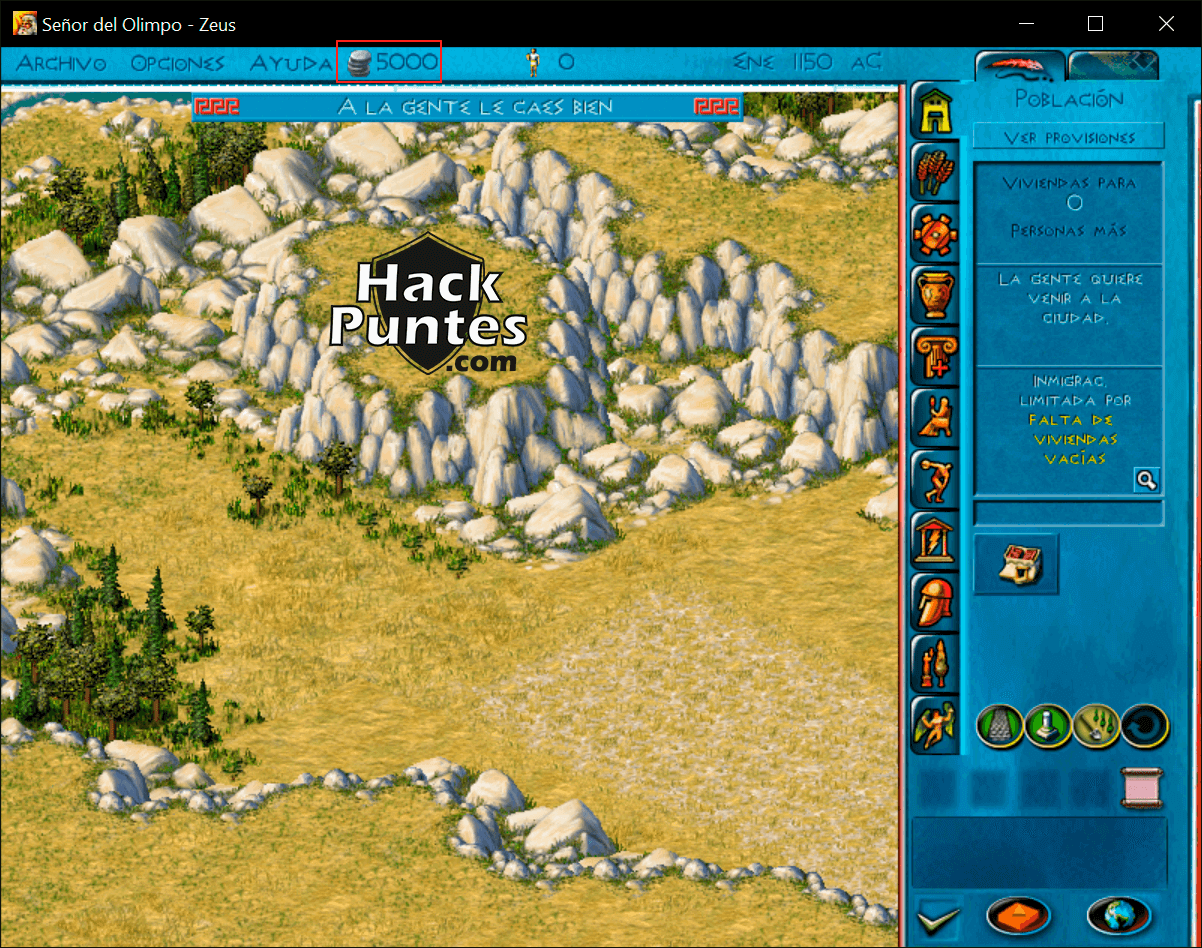 Señor del Olimpo - Zeus
Archivo Opciones Ayuda 5000 0 Ene 1150 aC
A la gente le caes bien
Población
Ver provisiones
Viviendas para
0
Personas más
La gente quiere
venir a la
ciudad.
Inmigrac.
limitada por
falta de
viviendas
vacías
Hack
Puntes
.com